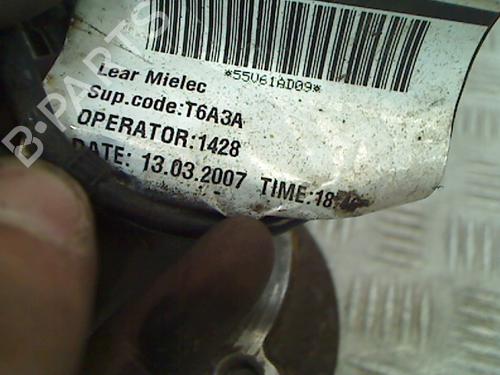 *55V61AD09*
Lear Mielec
Sup.code:T6A3A
OPERATOR:1428
DATE: 13.03.2007 TIME:18:
B-PARTS